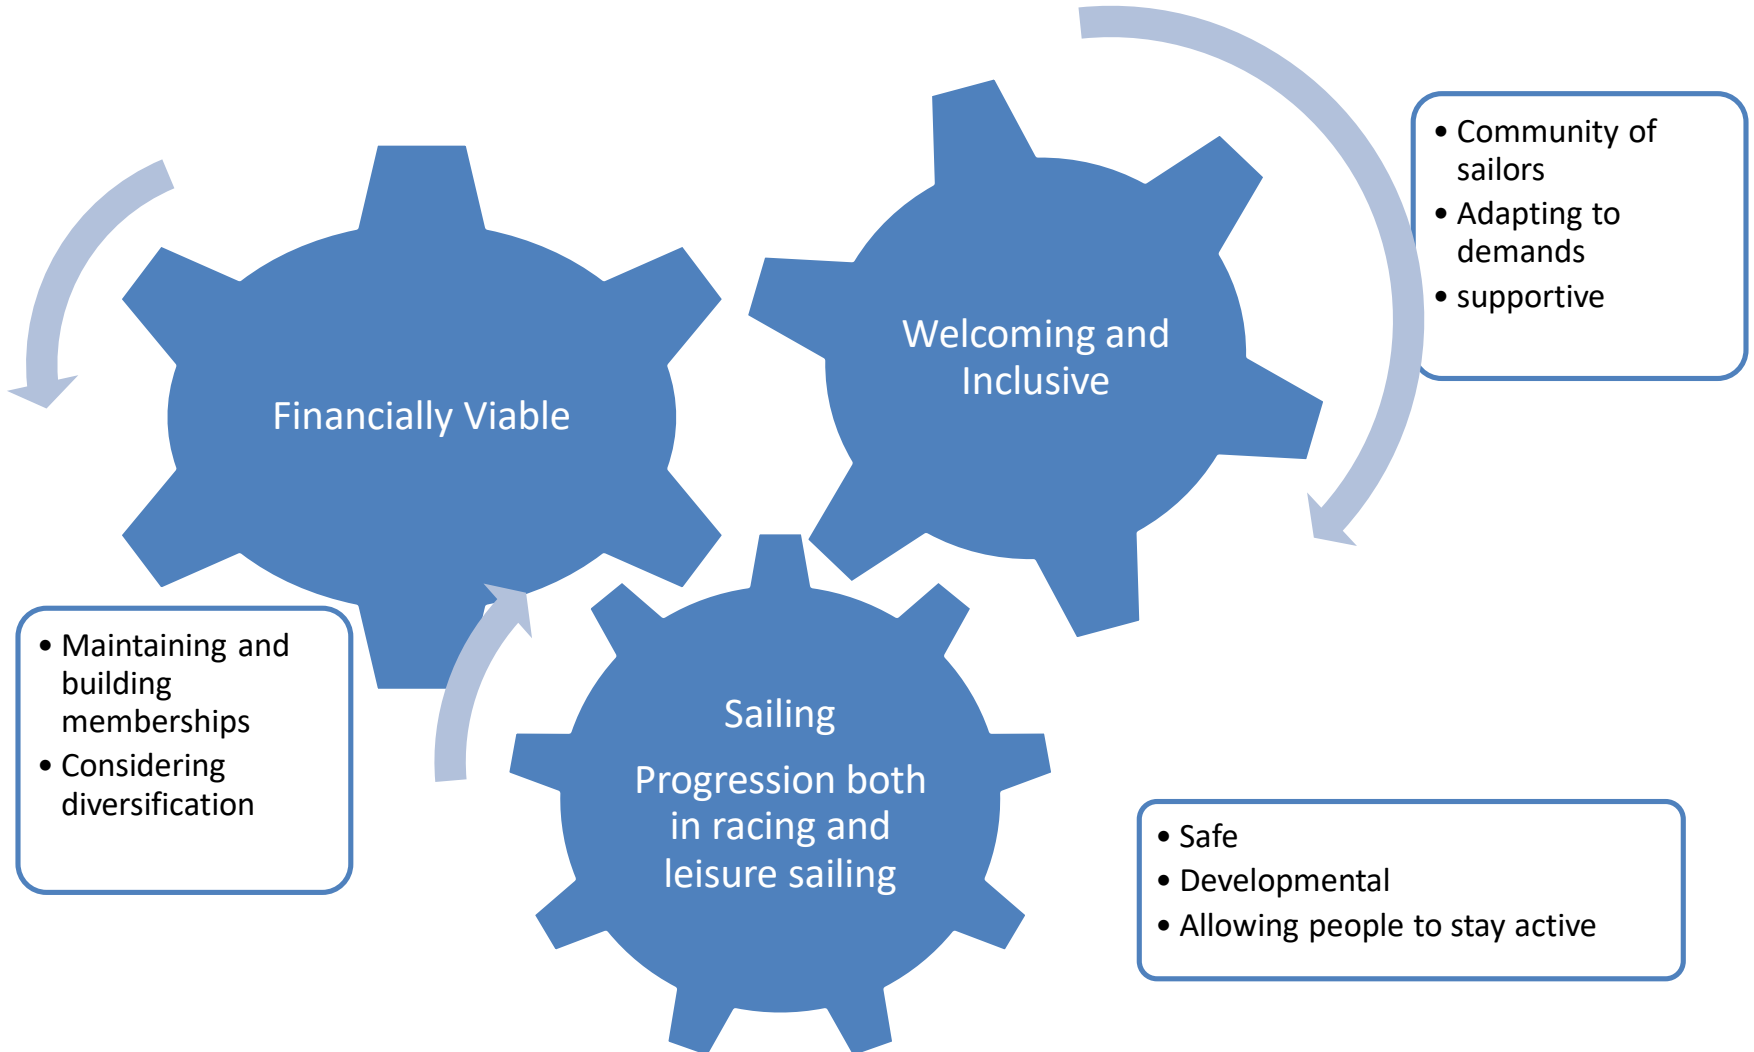 Financially Viable
Welcoming and
Inclusive
• Community of
sailors
• Adapting to
demands
• supportive
• Maintaining and
building
memberships
• Considering
diversification
Sailing
Progression both
in racing and
leisure sailing
• Safe
• Developmental
• Allowing people to stay active